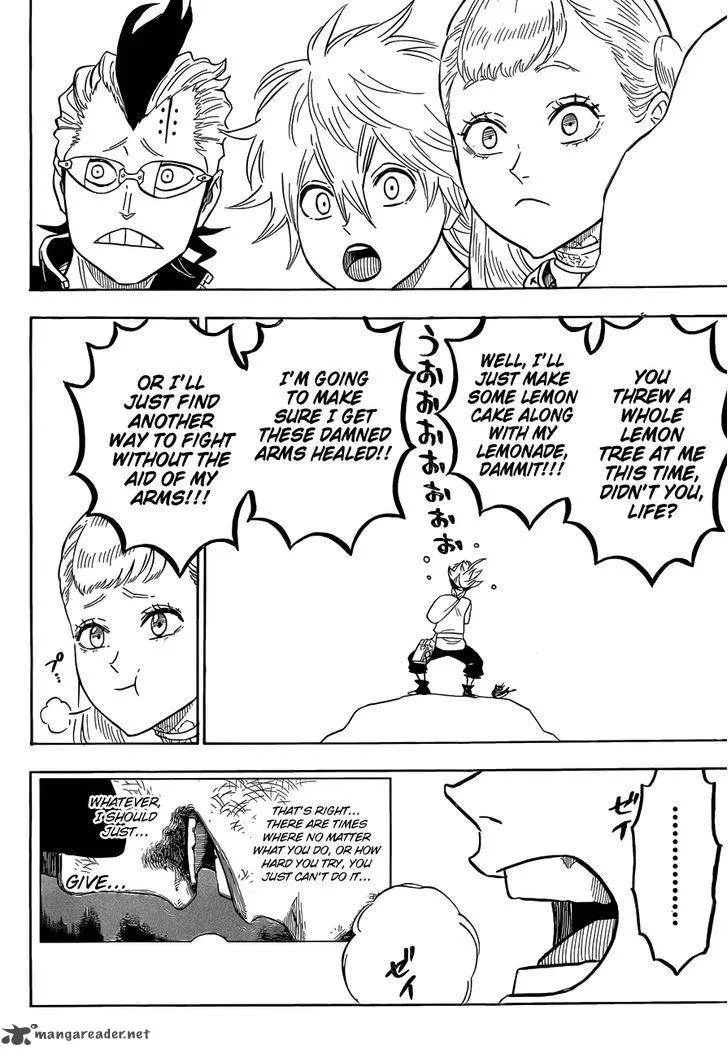 YOU
THREW A
WHOLE
LEMON
TREE AT ME
THIS TIME,
DIDN'T YOU,
LIFE?
WELL, I'LL
JUST MAKE
SOME LEMON
CAKE ALONG
WITH MY
LEMONADE,
DAMMIT!!!
うおおおおおおお
I'M GOING
TO MAKE
SURE I GET
THESE DAMNED
ARMS HEALED!!
OR I'LL
JUST FIND
ANOTHER
WAY TO FIGHT
WITHOUT THE
AID OF MY
ARMS!!!
プ
..........
ゼィ
ゼィ
THAT'S RIGHT...
THERE ARE TIMES
WHERE NO MATTER
WHAT YOU DO, OR HOW
HARD YOU TRY, YOU
JUST CAN'T DO IT...
WHATEVER,
I SHOULD
JUST...
GIVE...
mangareader.net